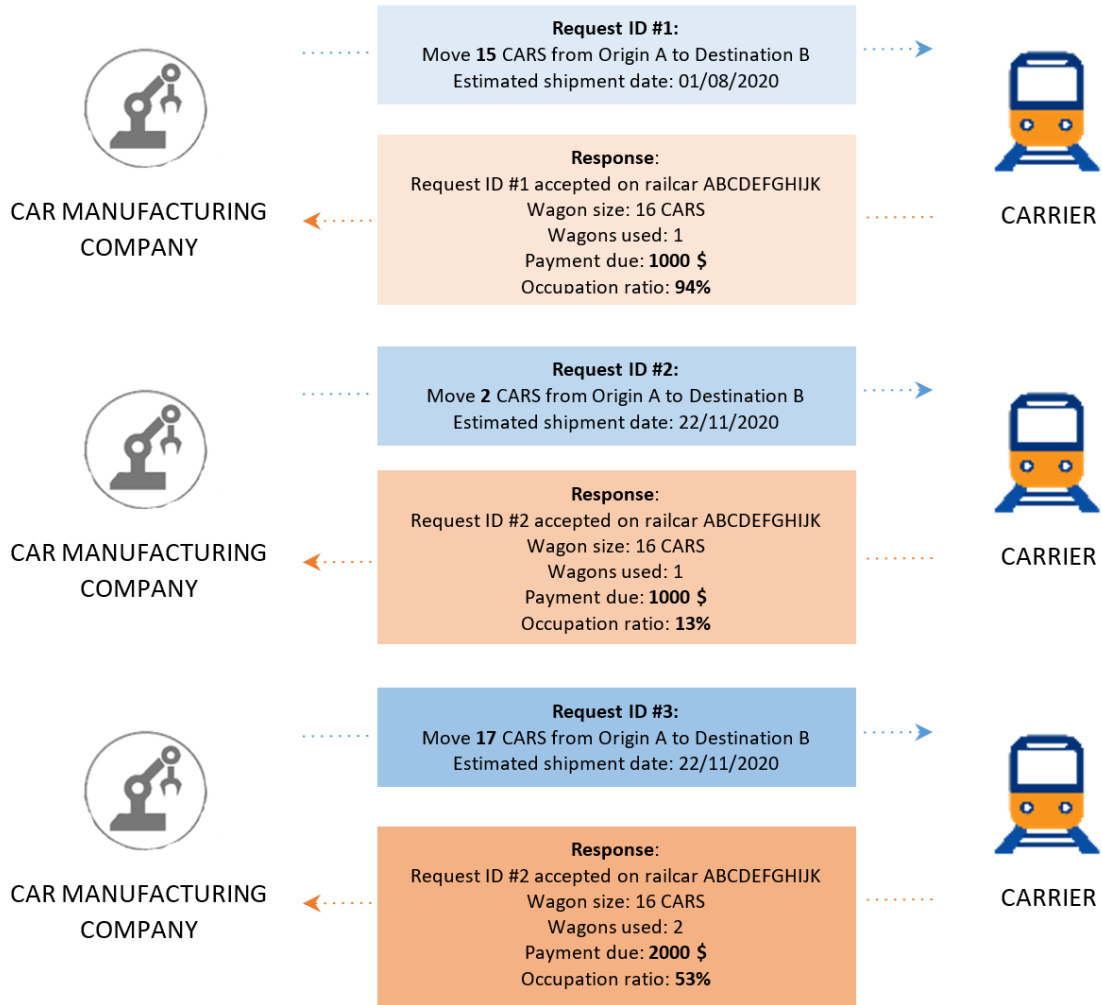 Request ID #1:
Move 15 CARS from Origin A to Destination B
Estimated shipment date: 01/08/2020
Response:
Request ID #1 accepted on railcar ABCDEFGHIJK
Wagon size: 16 CARS
Wagons used: 1
Payment due: 1000 $
Occupation ratio: 94%
CAR MANUFACTURING
COMPANY
CARRIER
Request ID #2:
Move 2 CARS from Origin A to Destination B
Estimated shipment date: 22/11/2020
Response:
Request ID #2 accepted on railcar ABCDEFGHIJK
Wagon size: 16 CARS
Wagons used: 1
Payment due: 1000 $
Occupation ratio: 13%
CAR MANUFACTURING
COMPANY
CARRIER
Request ID #3:
Move 17 CARS from Origin A to Destination B
Estimated shipment date: 22/11/2020
Response:
Request ID #2 accepted on railcar ABCDEFGHIJK
Wagon size: 16 CARS
Wagons used: 2
Payment due: 2000 $
Occupation ratio: 53%
CAR MANUFACTURING
COMPANY
CARRIER